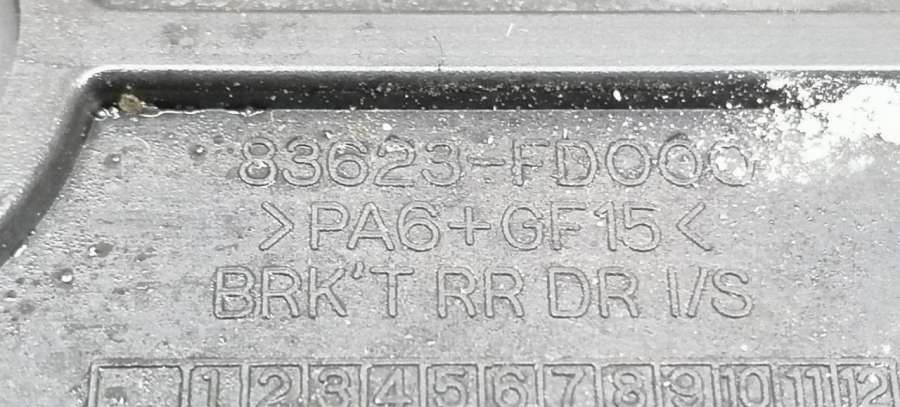 83623-FD000
>PA6+GF15<
BRK'T RR DR I/S
1 2 3 4 5 6 7 8 9 10 11 12